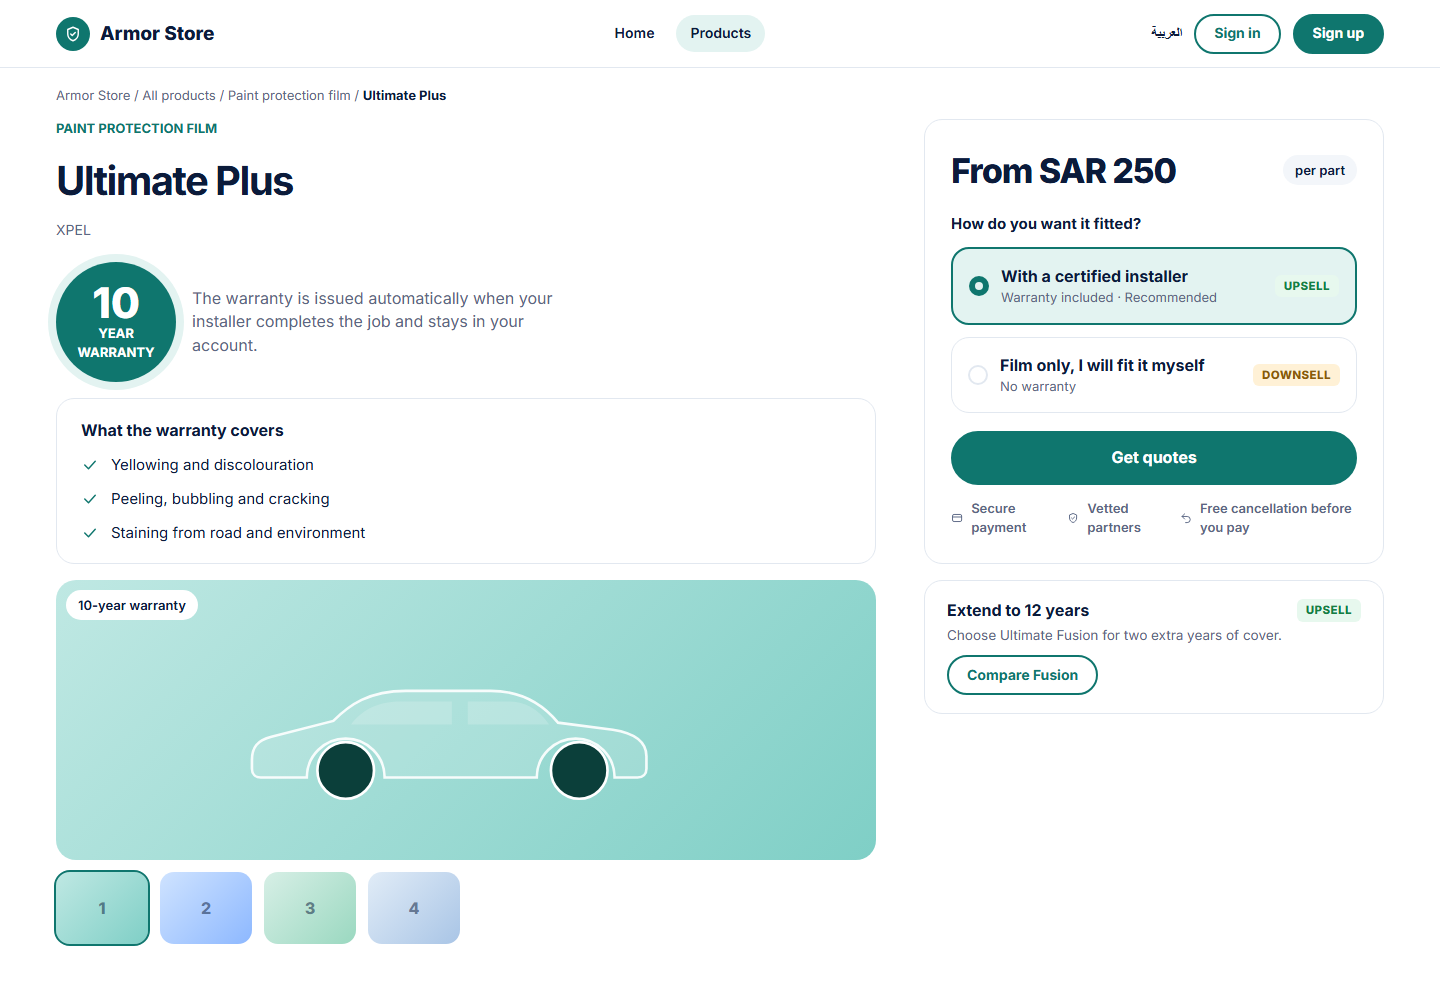 Armor Store
Home
Products
العربية
Sign in
Sign up
Armor Store / All products / Paint protection film / Ultimate Plus
PAINT PROTECTION FILM
Ultimate Plus
XPEL
10
YEAR
WARRANTY
The warranty is issued automatically when your
installer completes the job and stays in your
account.
What the warranty covers
Yellowing and discolouration
Peeling, bubbling and cracking
Staining from road and environment
10-year warranty
1
2
3
4
From SAR 250
per part
How do you want it fitted?
With a certified installer
Warranty included · Recommended
UPSELL
Film only, I will fit it myself
No warranty
DOWNSELL
Get quotes
Secure
payment
Vetted
partners
Free cancellation before
you pay
Extend to 12 years
UPSELL
Choose Ultimate Fusion for two extra years of cover.
Compare Fusion